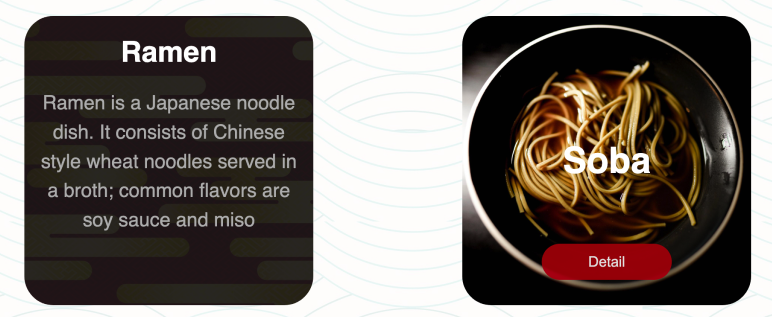 Ramen
Ramen is a Japanese noodle
dish. It consists of Chinese
style wheat noodles served in
a broth; common flavors are
soy sauce and miso
Soba
Detail